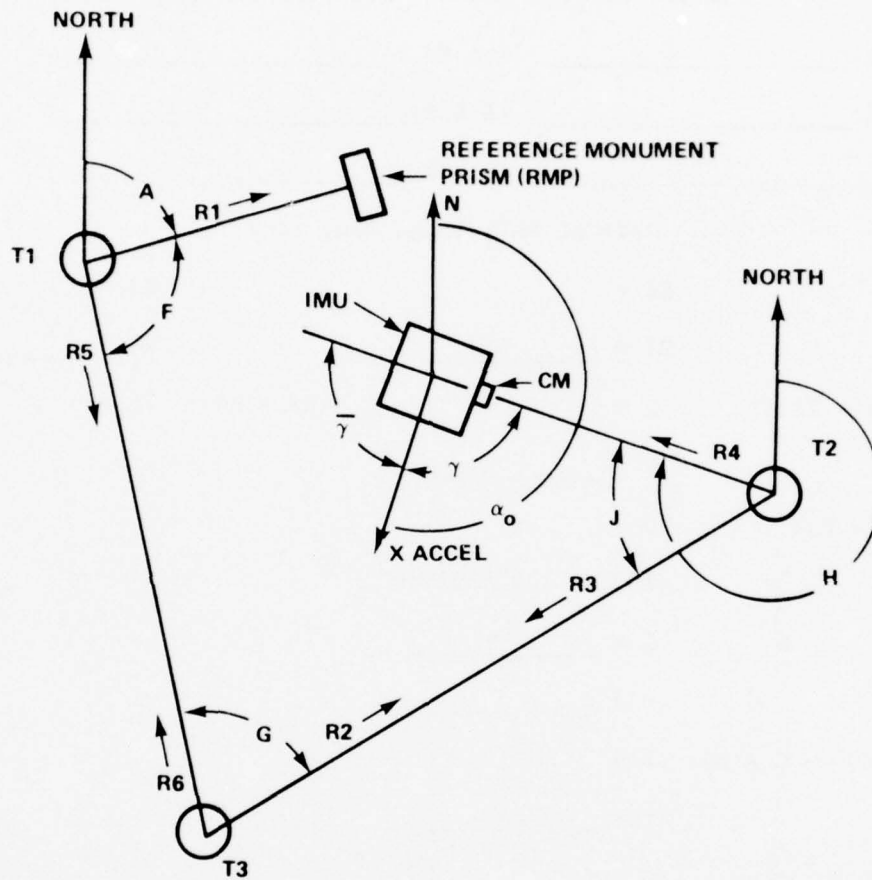 NORTH
A
R1
REFERENCE MONUMENT
PRISM (RMP)
N
T1
F
IMU
NORTH
R5
CM
γ̅
γ
R4
T2
α₀
J
X ACCEL
R3
H
G
R2
R6
T3